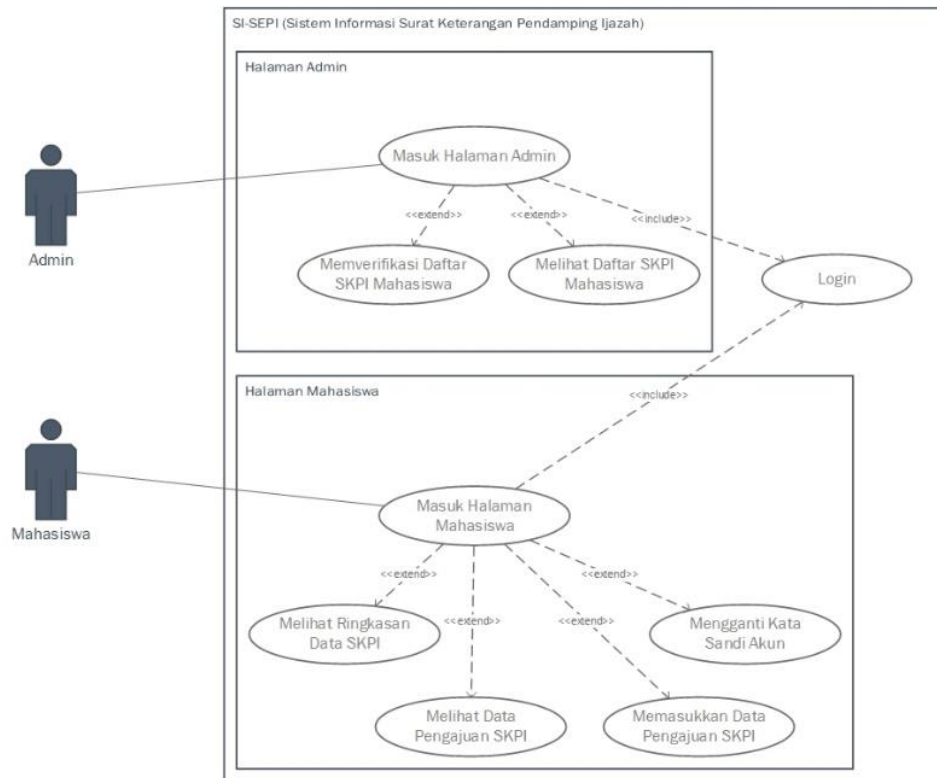 SI-SEPI (Sistem Informasi Surat Keterangan Pendamping Ijazah)
Halaman Admin
Masuk Halaman Admin
<<extend>>
<<extend>>
<<include>>
Admin
Memverifikasi Daftar
SKPI Mahasiswa
Melihat Daftar SKPI
Mahasiswa
Login
Halaman Mahasiswa
<<include>>
Mahasiswa
Masuk Halaman
Mahasiswa
<<extend>>
<<extend>>
<<extend>>
<<extend>>
Melihat Ringkasan
Data SKPI
Mengganti Kata
Sandi Akun
Melihat Data
Pengajuan SKPI
Memasukkan Data
Pengajuan SKPI